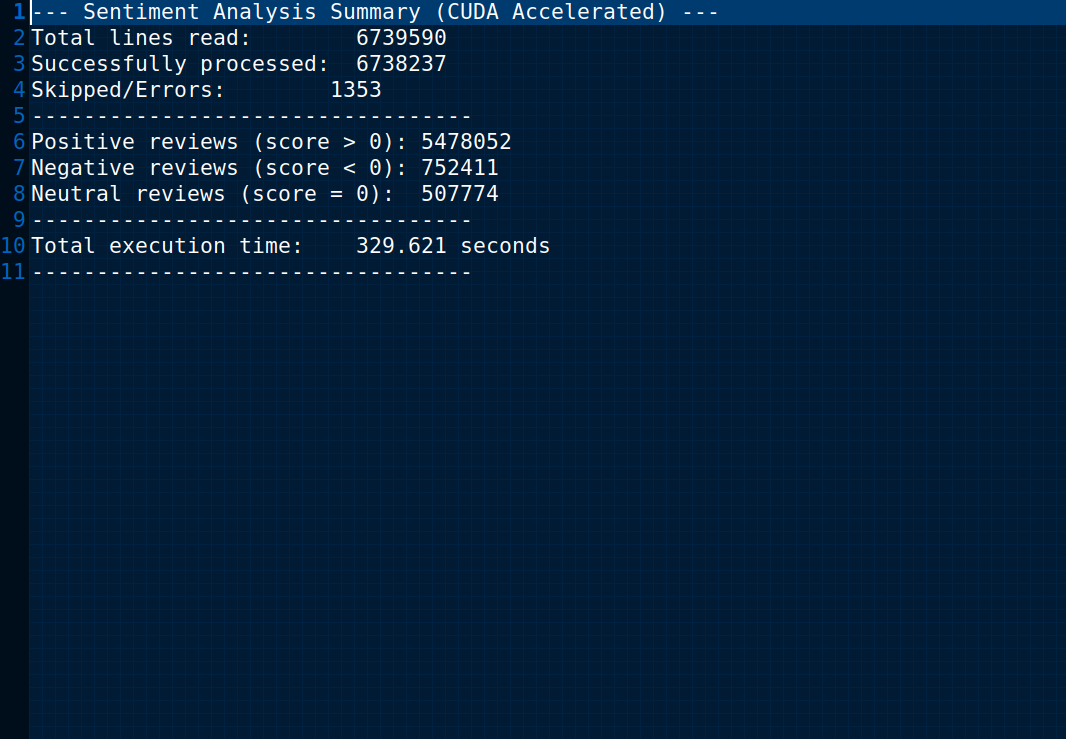 1 --- Sentiment Analysis Summary (CUDA Accelerated) ---
2 Total lines read:        6739590
3 Successfully processed:  6738237
4 Skipped/Errors:        1353
5 ----------------------------------
6 Positive reviews (score > 0): 5478052
7 Negative reviews (score < 0): 752411
8 Neutral reviews (score = 0):  507774
9 ----------------------------------
10 Total execution time:    329.621 seconds
11 ----------------------------------